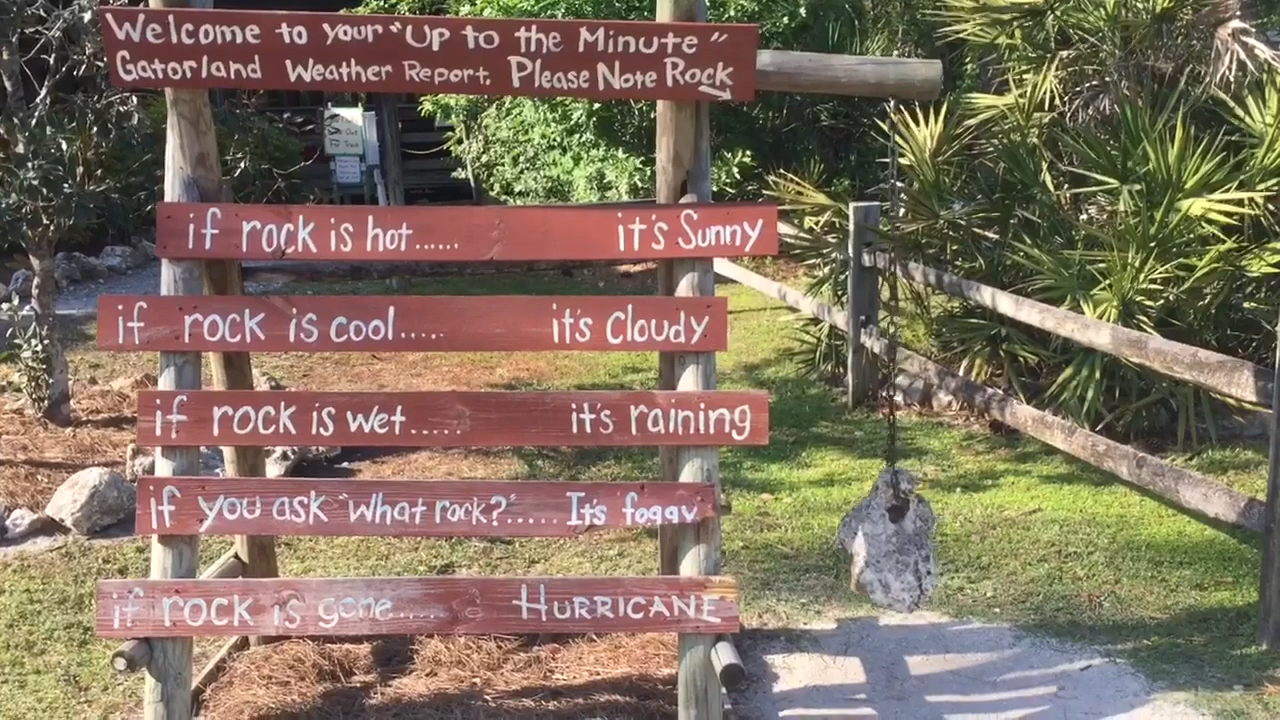 Welcome to your "Up to the Minute"
Gatorland Weather Report. Please Note Rock
if rock is hot...... it's Sunny
if rock is cool..... it's Cloudy
if rock is wet..... it's raining
if you ask "What rock?"..... It's foggy
if rock is gone..... HURRICANE